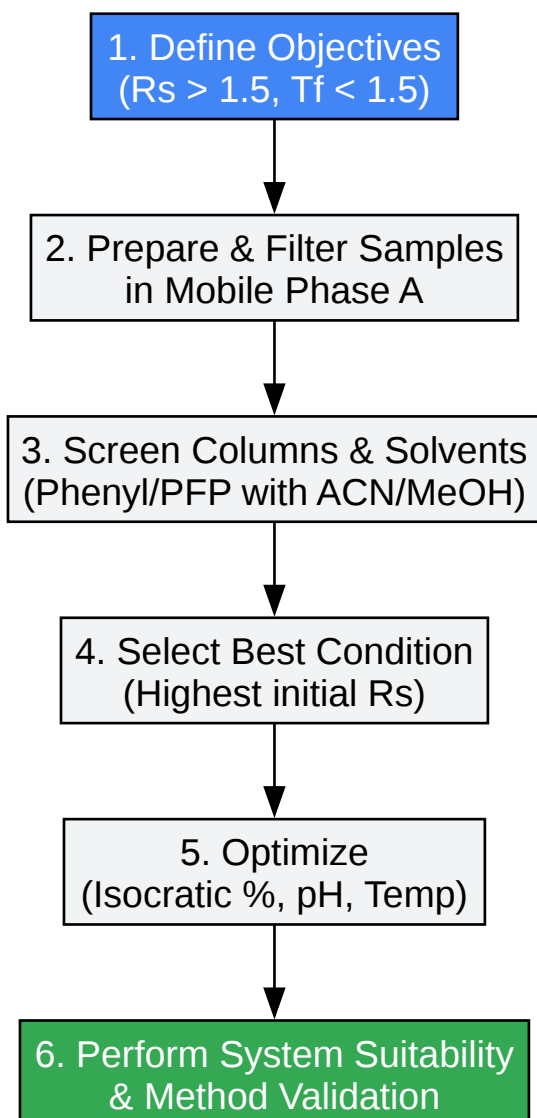 1. Define Objectives
(Rs > 1.5, Tf < 1.5)
2. Prepare & Filter Samples
in Mobile Phase A
3. Screen Columns & Solvents
(Phenyl/PFP with ACN/MeOH)
4. Select Best Condition
(Highest initial Rs)
5. Optimize
(Isocratic %, pH, Temp)
6. Perform System Suitability
& Method Validation